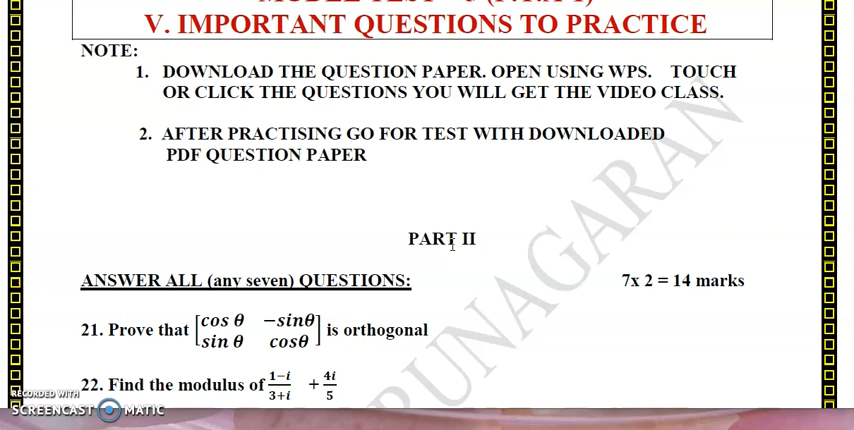 V. IMPORTANT QUESTIONS TO PRACTICE
NOTE:
1. DOWNLOAD THE QUESTION PAPER. OPEN USING WPS. TOUCH
OR CLICK THE QUESTIONS YOU WILL GET THE VIDEO CLASS.
2. AFTER PRACTISING GO FOR TEST WITH DOWNLOADED
PDF QUESTION PAPER
PART II
ANSWER ALL (any seven) QUESTIONS: 7x 2 = 14 marks
21. Prove that [cos θ −sinθ
sin θ cosθ] is orthogonal
22. Find the modulus of (1−i)/(3+i) + 4i/5
RECORDED WITH
SCREENCAST MATIC
RUNAGARAN